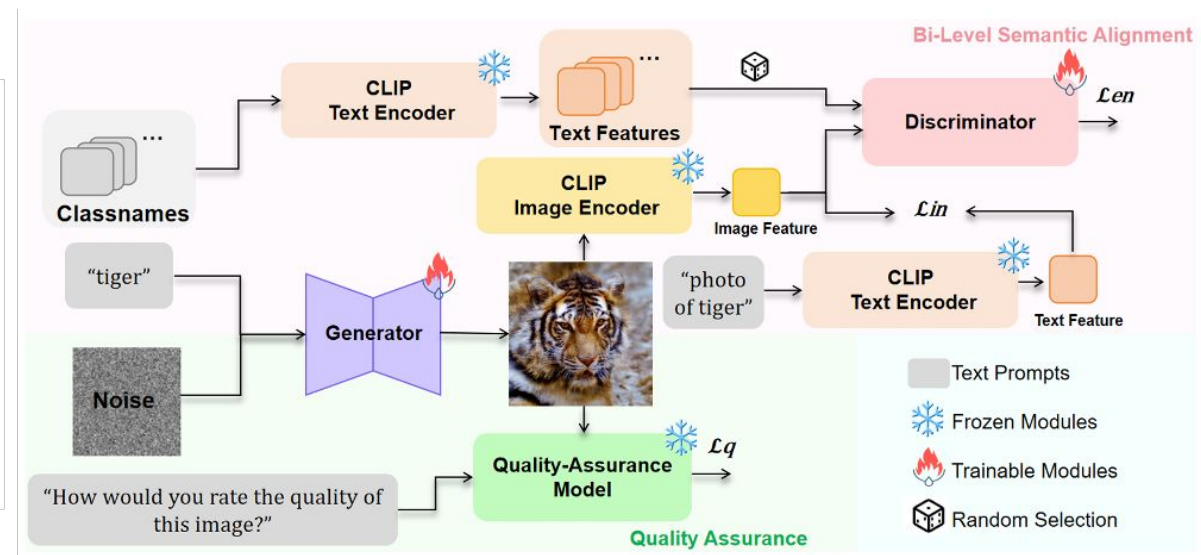 Bi-Level Semantic Alignment
CLIP
Text Encoder
...
Text Features
Discriminator
ℒen
...
Classnames
CLIP
Image Encoder
Image Feature
ℒin
“tiger”
Generator
“photo
of tiger”
CLIP
Text Encoder
Text Feature
Noise
Text Prompts
Frozen Modules
Trainable Modules
Random Selection
Quality-Assurance
Model
ℒq
“How would you rate the quality of
this image?”
Quality Assurance